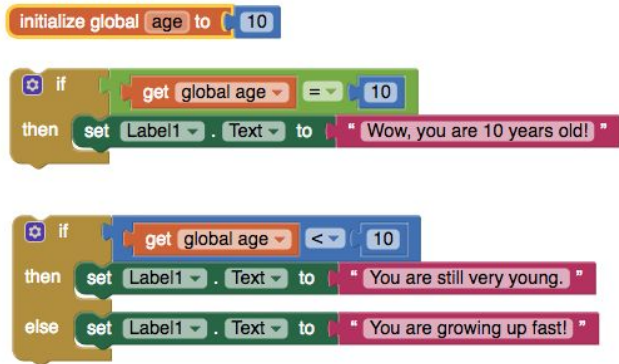 initialize global age to 10
if get global age = 10
then set Label1 . Text to " Wow, you are 10 years old! "
if get global age < 10
then set Label1 . Text to " You are still very young. "
else set Label1 . Text to " You are growing up fast! "